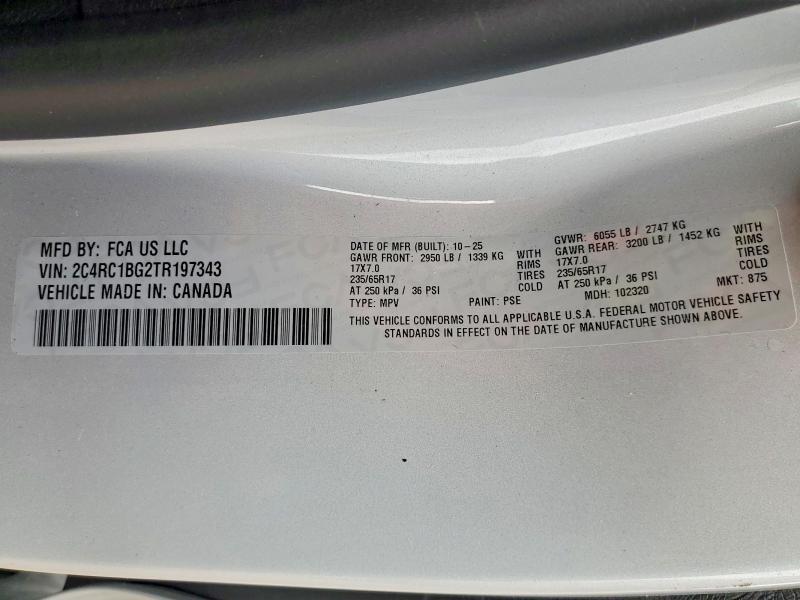 MFD BY: FCA US LLC
VIN: 2C4RC1BG2TR197343
VEHICLE MADE IN: CANADA
DATE OF MFR (BUILT): 10-25
GAWR FRONT: 2950 LB / 1339 KG WITH
17X7.0 RIMS
235/65R17 TIRES
AT 250 kPa / 36 PSI COLD
TYPE: MPV PAINT: PSE
GVWR: 6055 LB / 2747 KG
GAWR REAR: 3200 LB / 1452 KG WITH
17X7.0 RIMS
235/65R17 TIRES
AT 250 kPa / 36 PSI COLD
MDH: 102320 MKT: 875
THIS VEHICLE CONFORMS TO ALL APPLICABLE U.S.A. FEDERAL MOTOR VEHICLE SAFETY
STANDARDS IN EFFECT ON THE DATE OF MANUFACTURE SHOWN ABOVE.